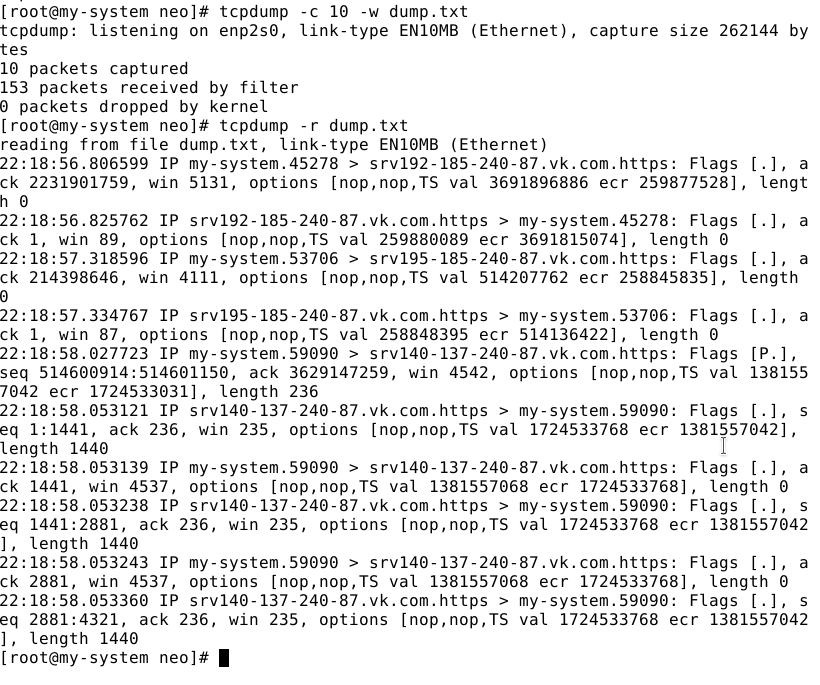 [root@my-system neo]# tcpdump -c 10 -w dump.txt
tcpdump: listening on enp2s0, link-type EN10MB (Ethernet), capture size 262144 by
tes
10 packets captured
153 packets received by filter
0 packets dropped by kernel
[root@my-system neo]# tcpdump -r dump.txt
reading from file dump.txt, link-type EN10MB (Ethernet)
22:18:56.806599 IP my-system.45278 > srv192-185-240-87.vk.com.https: Flags [.], a
ck 2231901759, win 5131, options [nop,nop,TS val 3691896886 ecr 259877528], lengt
h 0
22:18:56.825762 IP srv192-185-240-87.vk.com.https > my-system.45278: Flags [.], a
ck 1, win 89, options [nop,nop,TS val 259880089 ecr 3691815074], length 0
22:18:57.318596 IP my-system.53706 > srv195-185-240-87.vk.com.https: Flags [.], a
ck 214398646, win 4111, options [nop,nop,TS val 514207762 ecr 258845835], length
0
22:18:57.334767 IP srv195-185-240-87.vk.com.https > my-system.53706: Flags [.], a
ck 1, win 87, options [nop,nop,TS val 258848395 ecr 514136422], length 0
22:18:58.027723 IP my-system.59090 > srv140-137-240-87.vk.com.https: Flags [P.],
seq 514600914:514601150, ack 3629147259, win 4542, options [nop,nop,TS val 138155
7042 ecr 1724533031], length 236
22:18:58.053121 IP srv140-137-240-87.vk.com.https > my-system.59090: Flags [.], s
eq 1:1441, ack 236, win 235, options [nop,nop,TS val 1724533768 ecr 1381557042],
length 1440
22:18:58.053139 IP my-system.59090 > srv140-137-240-87.vk.com.https: Flags [.], a
ck 1441, win 4537, options [nop,nop,TS val 1381557068 ecr 1724533768], length 0
22:18:58.053238 IP srv140-137-240-87.vk.com.https > my-system.59090: Flags [.], s
eq 1441:2881, ack 236, win 235, options [nop,nop,TS val 1724533768 ecr 1381557042
], length 1440
22:18:58.053243 IP my-system.59090 > srv140-137-240-87.vk.com.https: Flags [.], a
ck 2881, win 4537, options [nop,nop,TS val 1381557068 ecr 1724533768], length 0
22:18:58.053360 IP srv140-137-240-87.vk.com.https > my-system.59090: Flags [.], s
eq 2881:4321, ack 236, win 235, options [nop,nop,TS val 1724533768 ecr 1381557042
], length 1440
[root@my-system neo]#